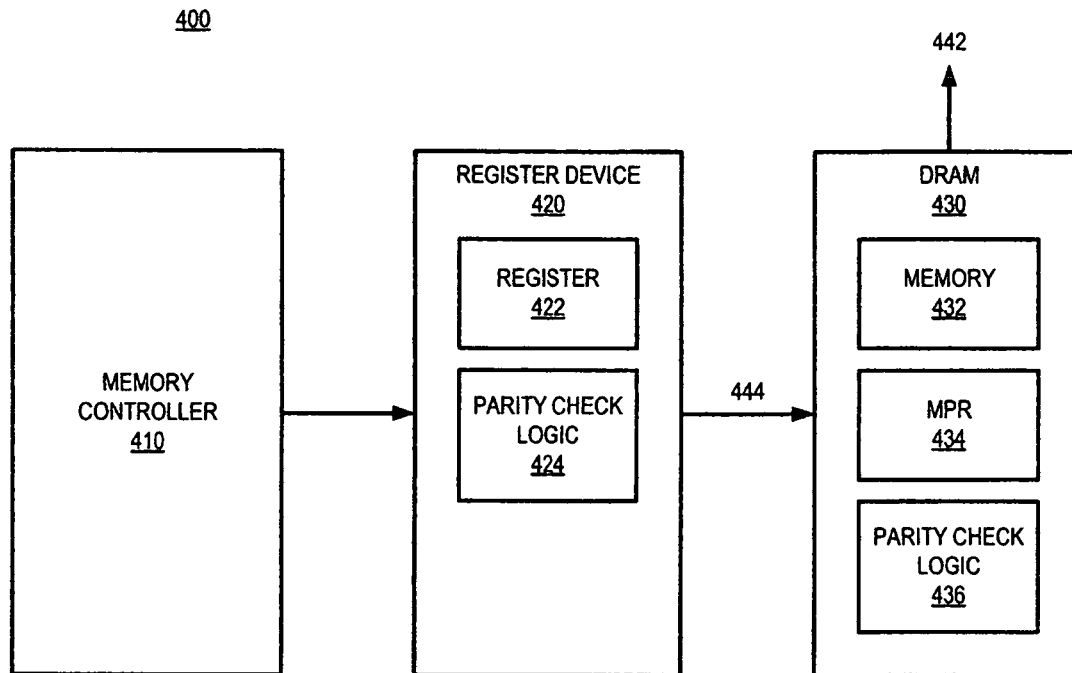 400
442
MEMORY
CONTROLLER
410
REGISTER DEVICE
420
REGISTER
422
PARITY CHECK
LOGIC
424
444
DRAM
430
MEMORY
432
MPR
434
PARITY CHECK
LOGIC
436